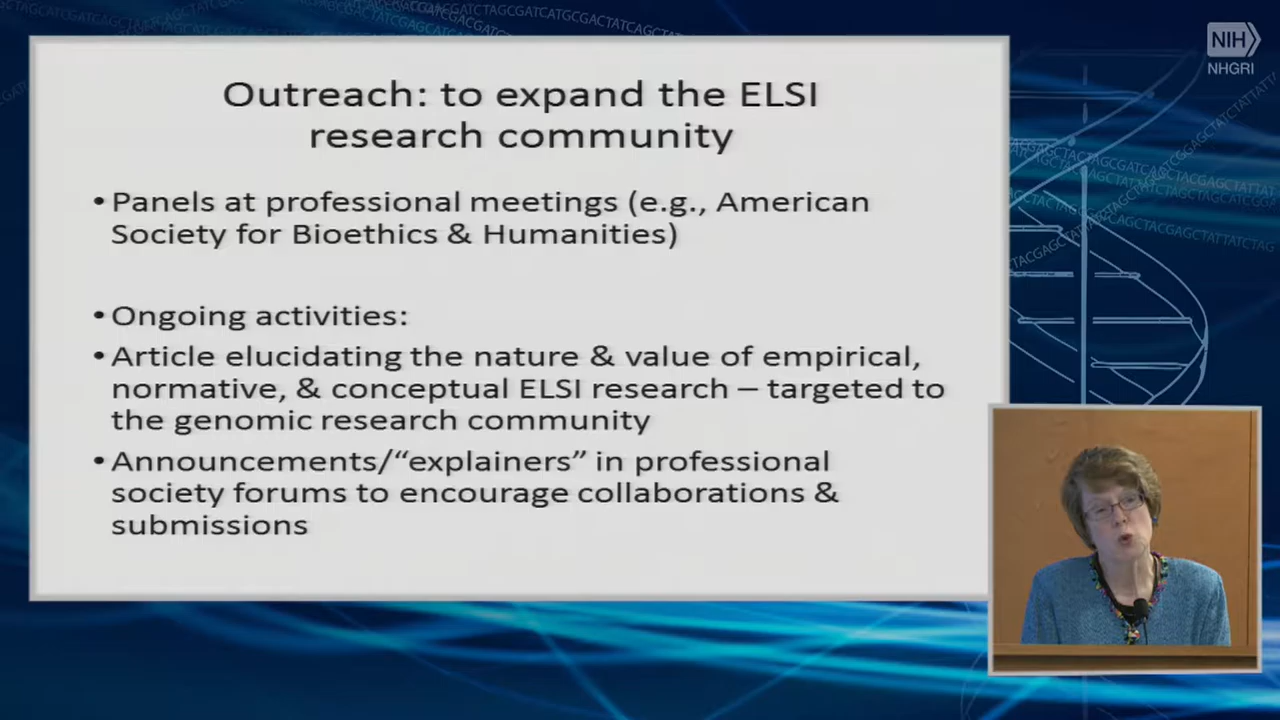 NIH
NHGRI
Outreach: to expand the ELSI
research community
• Panels at professional meetings (e.g., American
Society for Bioethics & Humanities)
• Ongoing activities:
• Article elucidating the nature & value of empirical,
normative, & conceptual ELSI research – targeted to
the genomic research community
• Announcements/“explainers” in professional
society forums to encourage collaborations &
submissions